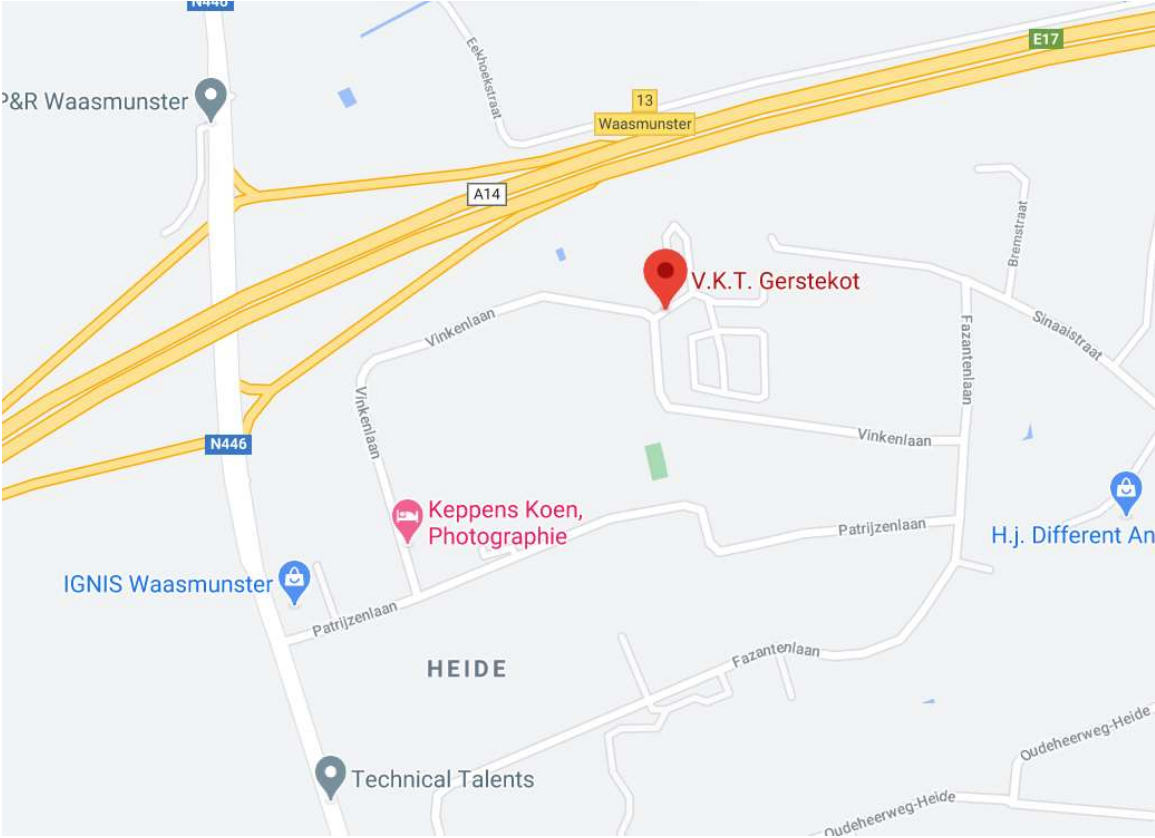 N446
Eekhoekstraat
E17
P&R Waasmunster
13
Waasmunster
A14
Bremstraat
V.K.T. Gerstekot
Vinkenlaan
Fazantenlaan
Sinaaistraat
Vinkenlaan
Vinkenlaan
N446
Keppens Koen,
Photographie
Patrijzenlaan
H.j. Different An
IGNIS Waasmunster
Patrijzenlaan
HEIDE
Fazantenlaan
Oudeheerweg-Heide
Technical Talents
Oudeheerweg-Heide